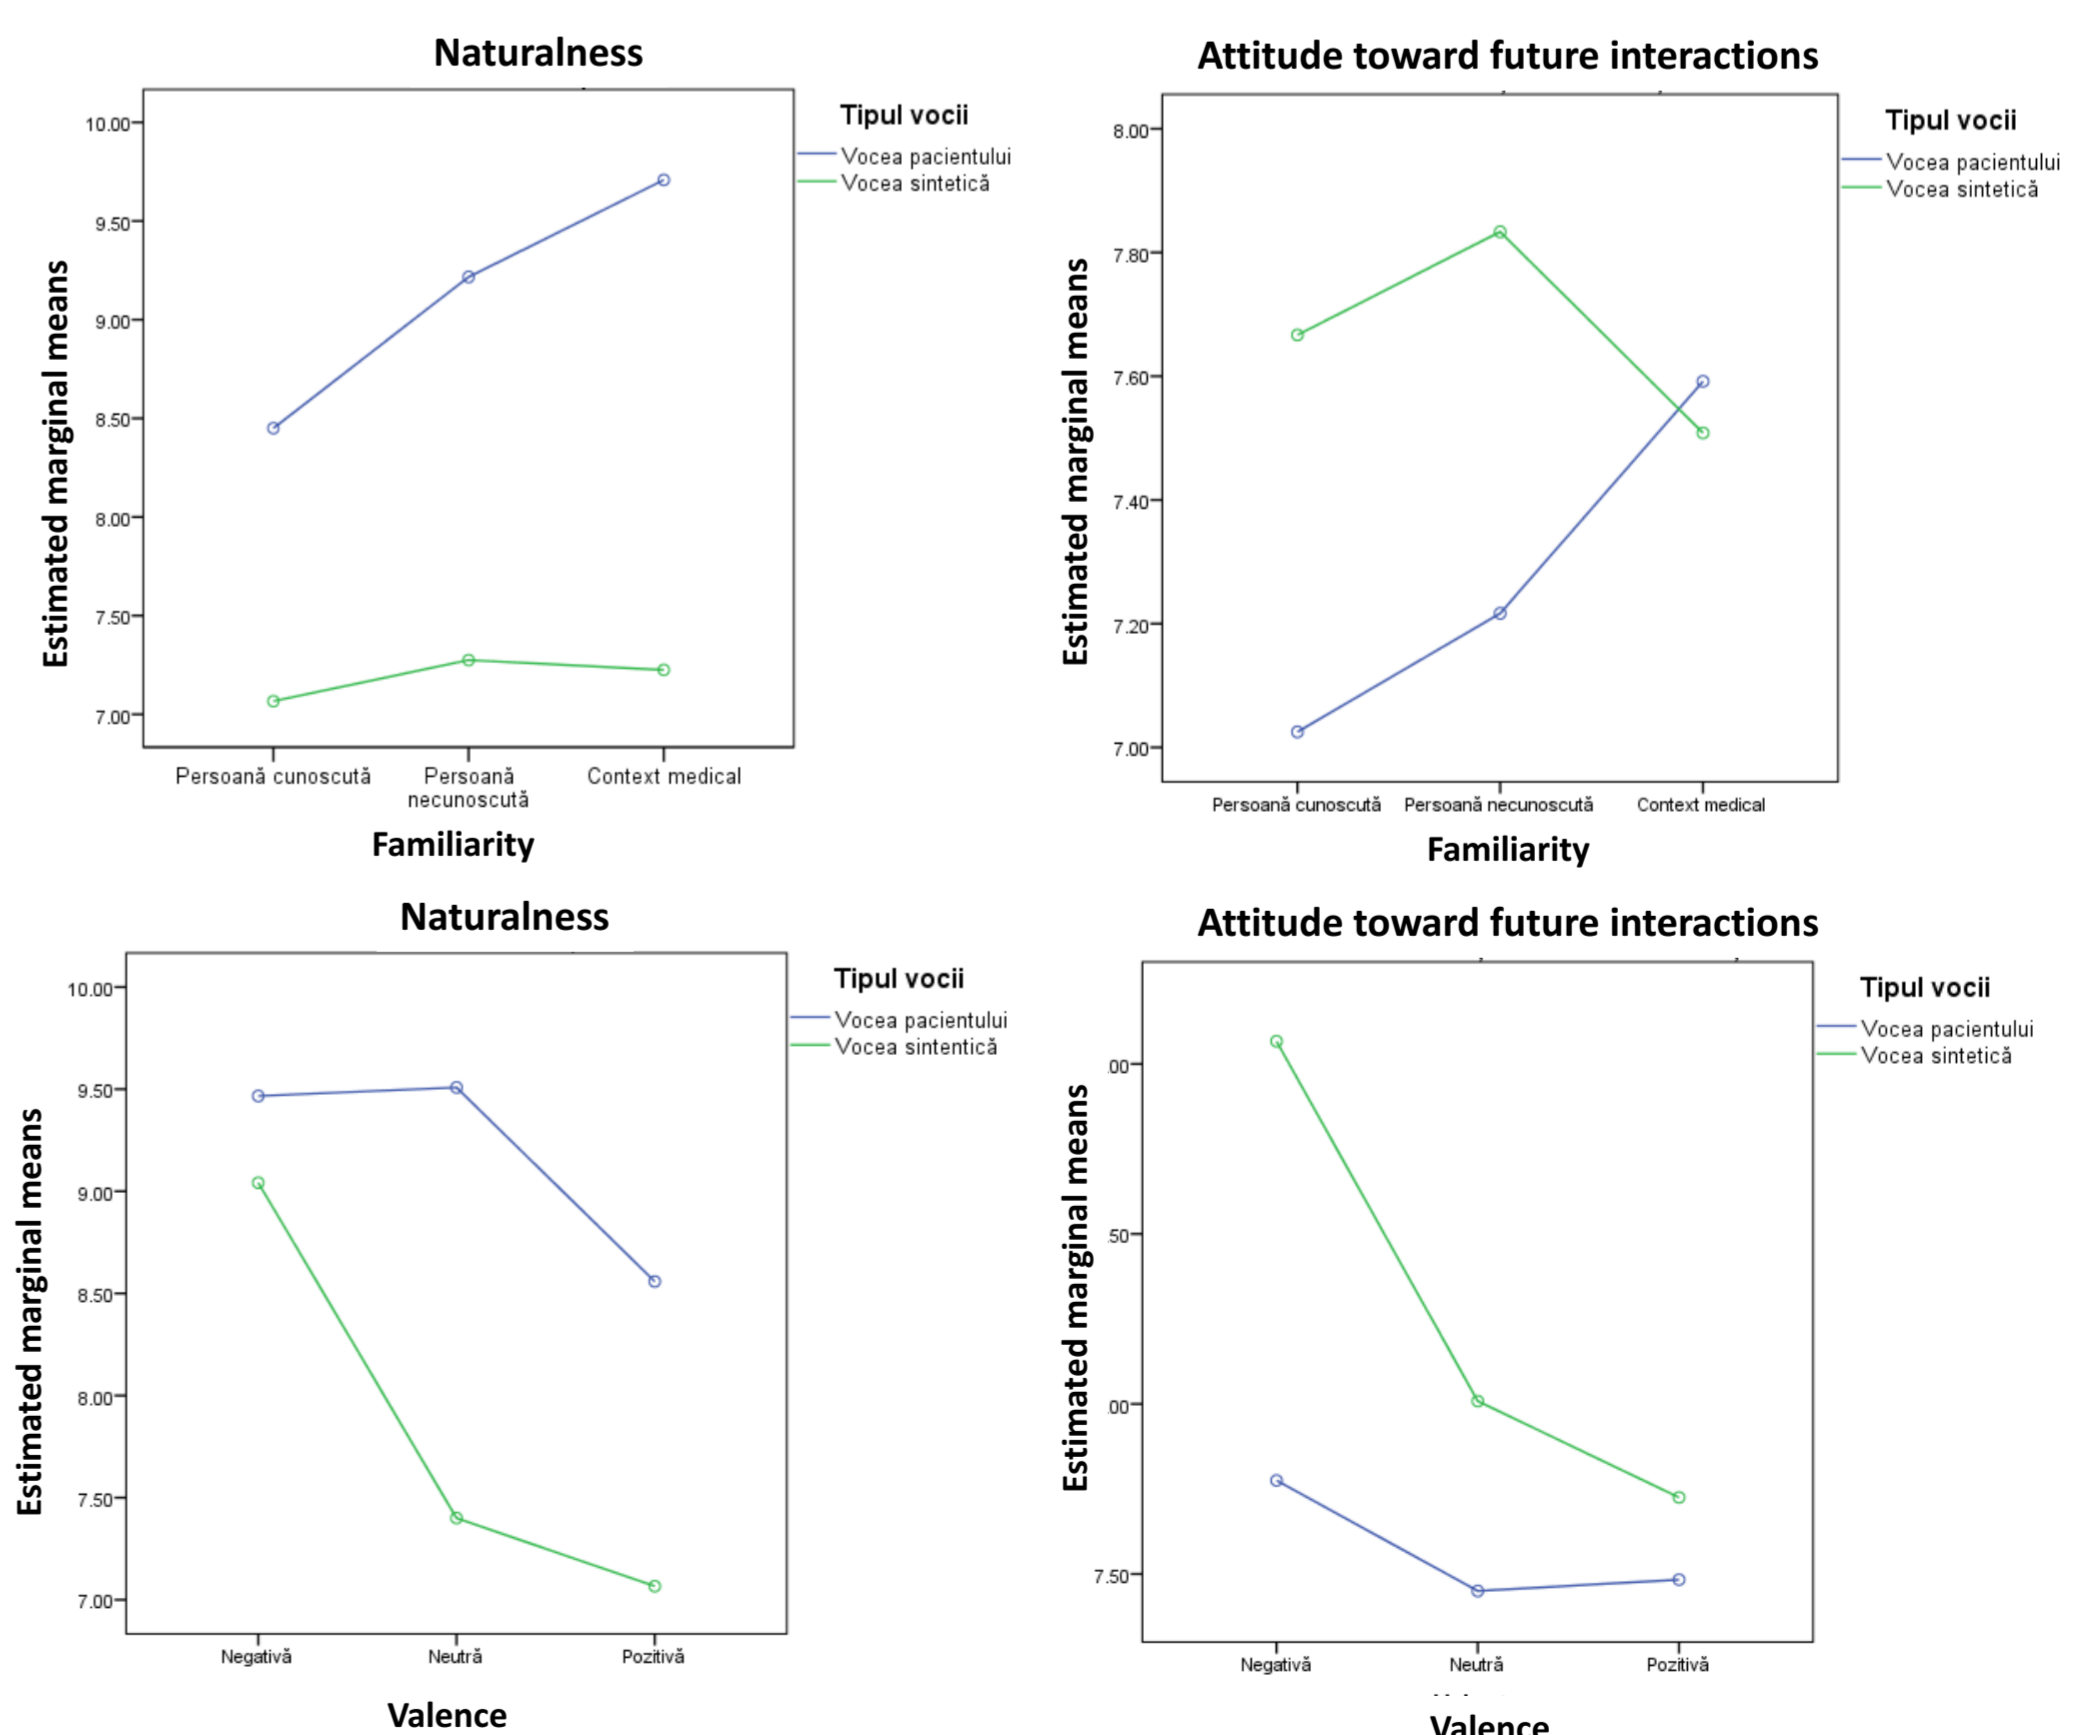 Naturalness
Estimated marginal means
10.00
9.50
9.00
8.50
8.00
7.50
7.00
Persoană cunoscută
Persoană
necunoscută
Context medical
Familiarity
Tipul vocii
Vocea pacientului
Vocea sintetică
Attitude toward future interactions
Estimated marginal means
8.00
7.80
7.60
7.40
7.20
7.00
Persoană cunoscută
Persoană necunoscută
Context medical
Familiarity
Tipul vocii
Vocea pacientului
Vocea sintetică
Naturalness
Estimated marginal means
10.00
9.50
9.00
8.50
8.00
7.50
7.00
Negativă
Neutră
Pozitivă
Valence
Tipul vocii
Vocea pacientului
Vocea sintentică
Attitude toward future interactions
Estimated marginal means
.00
.50
.00
7.50
Negativă
Neutră
Pozitivă
Valence
Tipul vocii
Vocea pacientului
Vocea sintetică